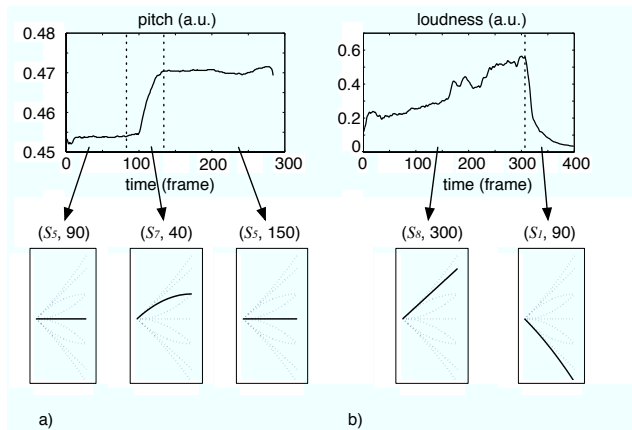 pitch (a.u.)
0.48
0.47
0.46
0.45
0 100 200 300
time (frame)
loudness (a.u.)
0.6
0.4
0.2
0
0 100 200 300 400
time (frame)
(S5, 90) (S7, 40) (S5, 150)
(S8, 300) (S1, 90)
a) b)